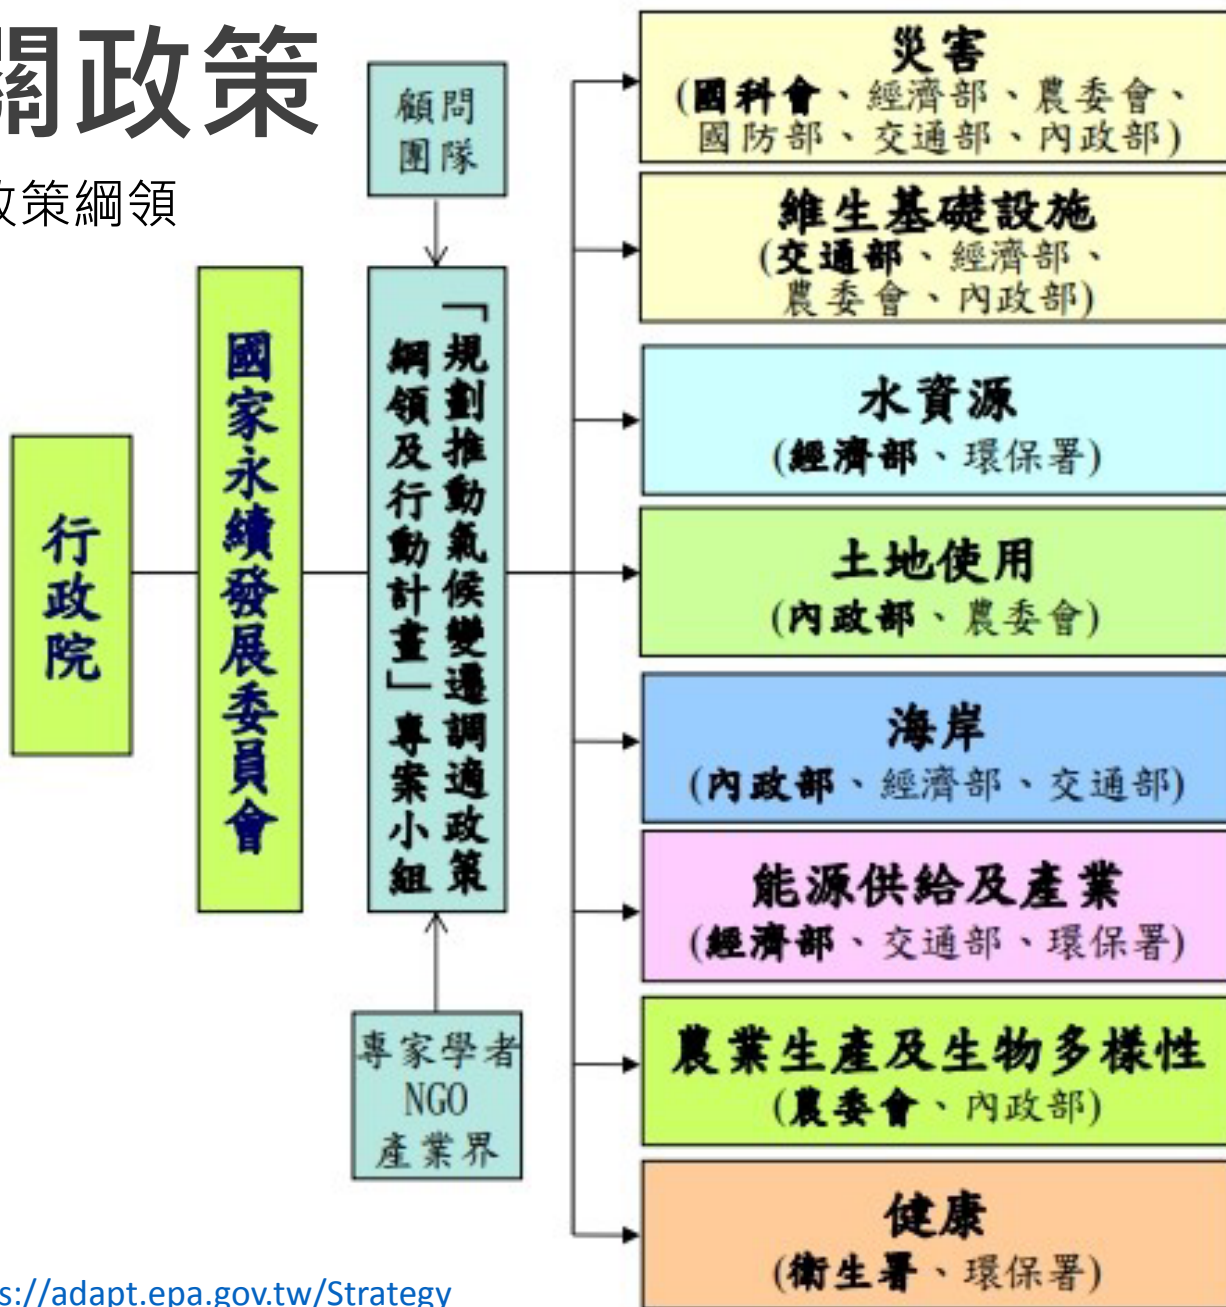 關政策
政策綱領
行政院
國家永續發展委員會
顧問
團隊
「規劃推動氣候變遷調適政策
綱領及行動計畫」專案小組
專家學者
NGO
產業界
災害
(國科會、經濟部、農委會、
國防部、交通部、內政部)
維生基礎設施
(交通部、經濟部、
農委會、內政部)
水資源
(經濟部、環保署)
土地使用
(內政部、農委會)
海岸
(內政部、經濟部、交通部)
能源供給及產業
(經濟部、交通部、環保署)
農業生產及生物多樣性
(農委會、內政部)
健康
(衛生署、環保署)
s://adapt.epa.gov.tw/Strategy